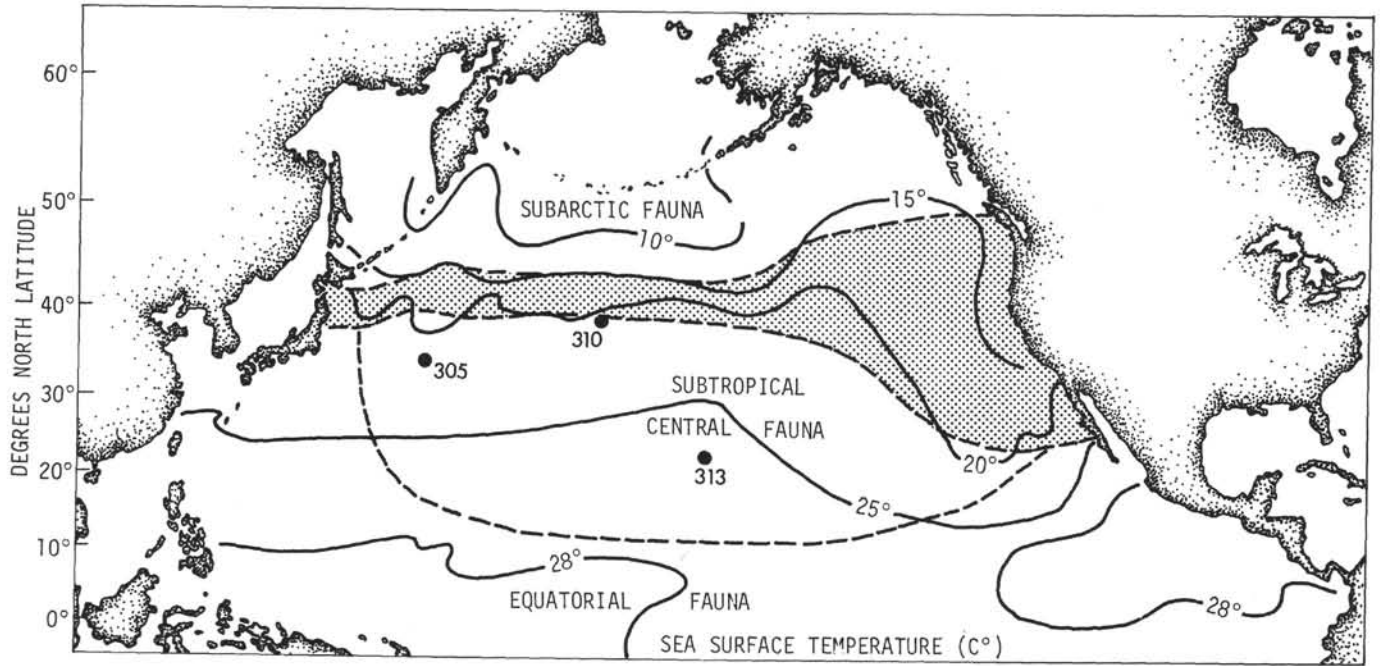 60°
50°
SUBARCTIC FAUNA
15°
10°
40°
310
305
30°
SUBTROPICAL
CENTRAL FAUNA
20°
20°
313
25°
10°
28°
EQUATORIAL FAUNA
28°
0°
SEA SURFACE TEMPERATURE (C°)
DEGREES NORTH LATITUDE